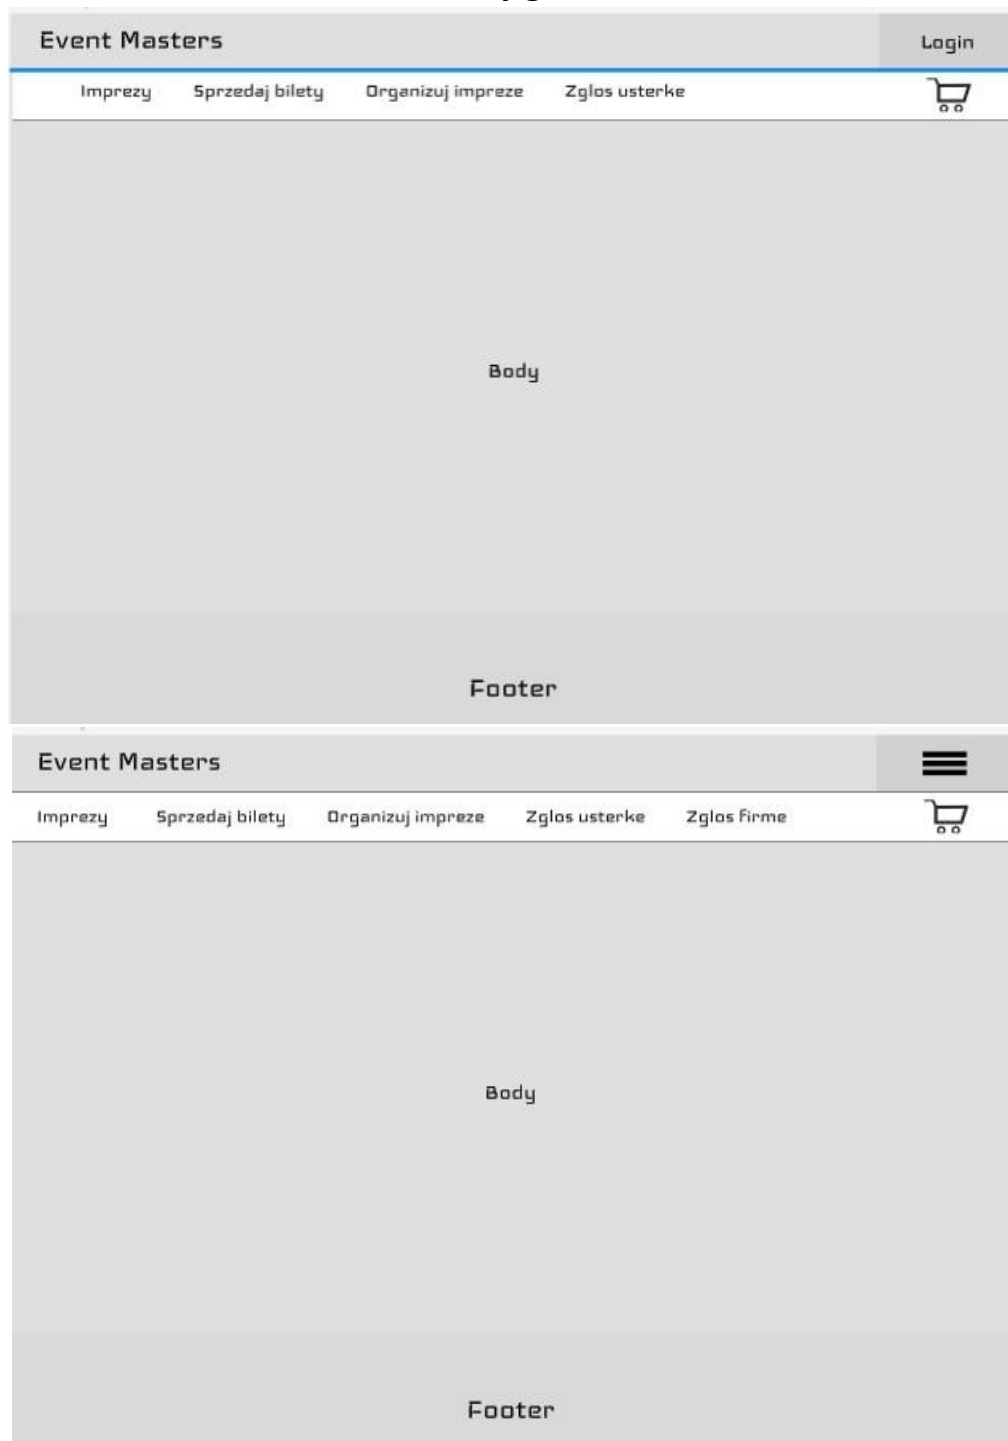 Event Masters Login
Imprezy Sprzedaj bilety Organizuj impreze Zglos usterke
Body
Footer
Event Masters
Imprezy Sprzedaj bilety Organizuj impreze Zglos usterke Zglos firme
Body
Footer